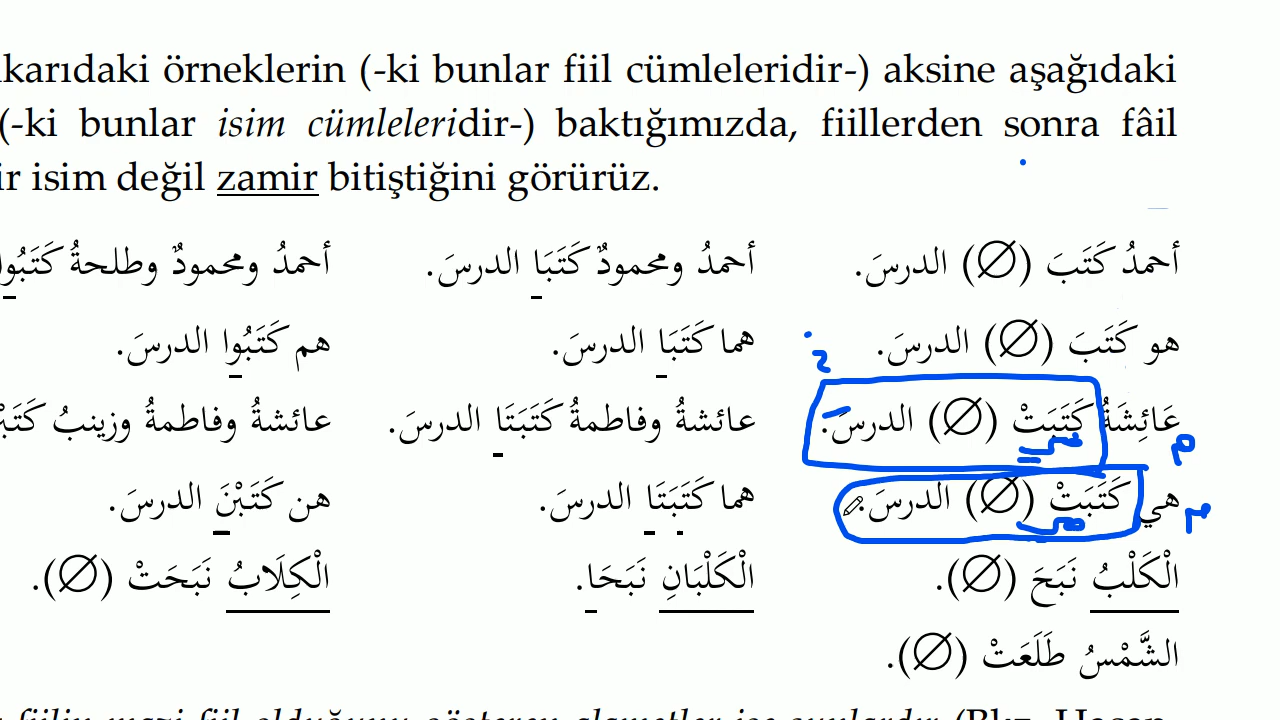 karıdaki örneklerin (-ki bunlar fiil cümleleridir-) aksine aşağıdaki
(-ki bunlar isim cümleleridir-) baktığımızda, fiillerden sonra fâil
ir isim değil zamir bitiştiğini görürüz.
أحمدُ كَتَبَ (∅) الدرسَ. أحمدُ ومحمودٌ كَتَبَا الدرسَ. أحمدُ ومحمودٌ وطلحةُ كَتَبُوا
هو كَتَبَ (∅) الدرسَ. هما كَتَبَا الدرسَ. هم كَتَبُوا الدرسَ.
عَائِشَةُ كَتَبَتْ (∅) الدرسَ. عائشةُ وفاطمةُ كَتَبَتَا الدرسَ. عائشةُ وفاطمةُ وزينبُ
هي كَتَبَتْ (∅) الدرسَ. هما كَتَبَتَا الدرسَ. هن كَتَبْنَ الدرسَ.
الْكَلْبُ نَبَحَ (∅). الْكَلْبَانِ نَبَحَا. الْكِلَابُ نَبَحَتْ (∅).
الشَّمْسُ طَلَعَتْ (∅).